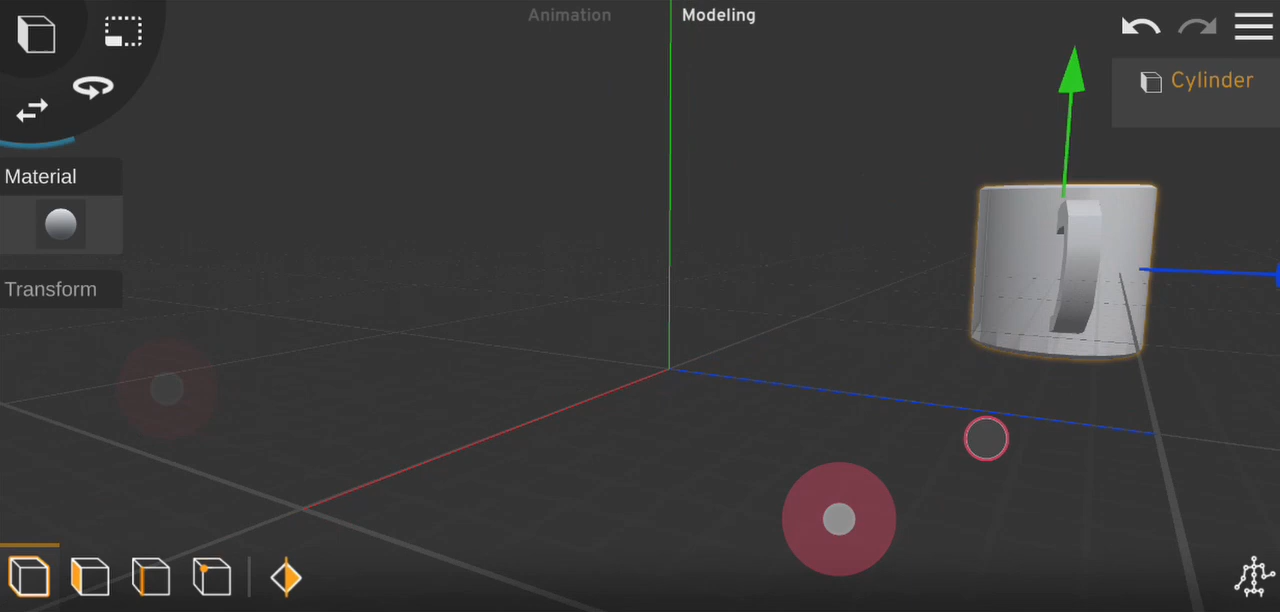 Animation
Modeling
Cylinder
Material
Transform